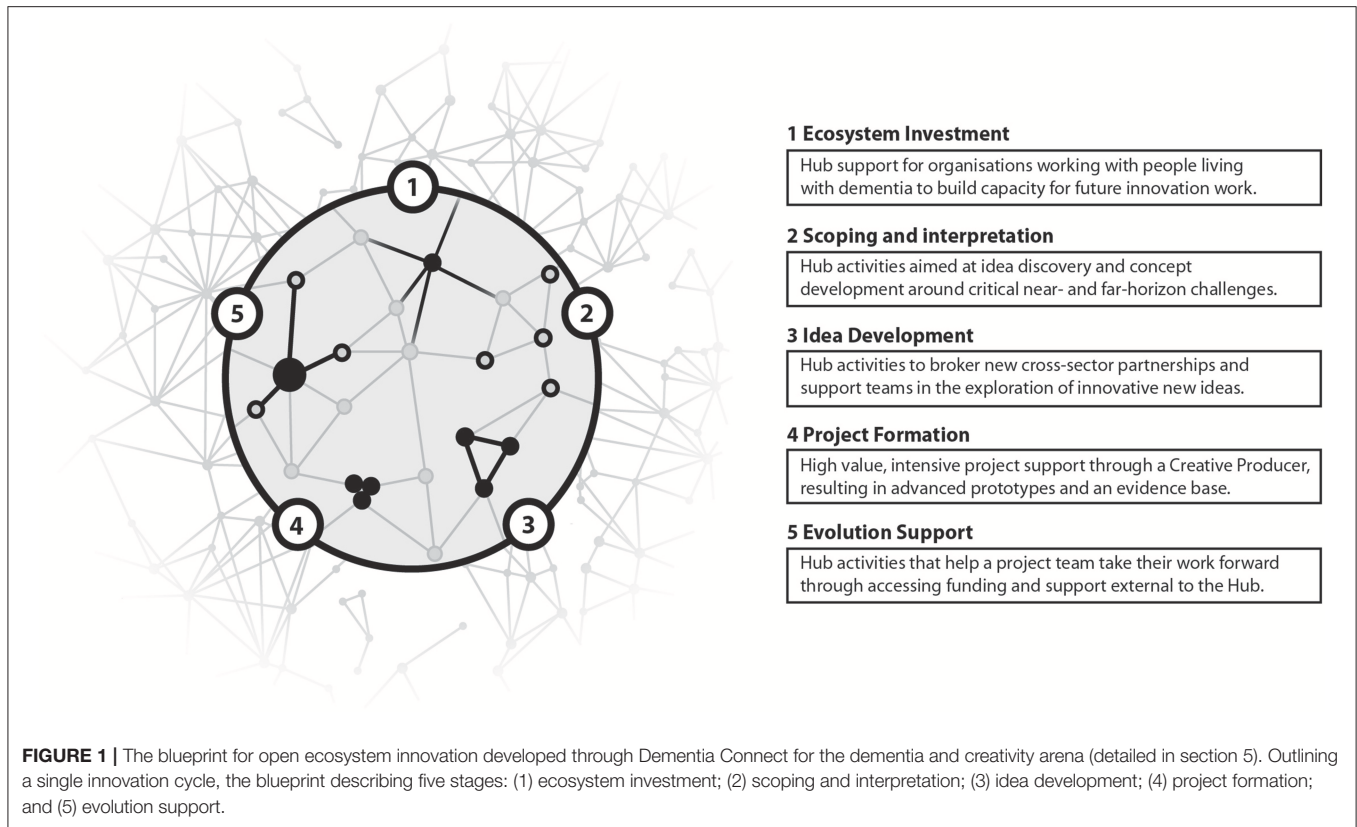 1
2
3
4
5
1 Ecosystem Investment
Hub support for organisations working with people living
with dementia to build capacity for future innovation work.
2 Scoping and interpretation
Hub activities aimed at idea discovery and concept
development around critical near- and far-horizon challenges.
3 Idea Development
Hub activities to broker new cross-sector partnerships and
support teams in the exploration of innovative new ideas.
4 Project Formation
High value, intensive project support through a Creative Producer,
resulting in advanced prototypes and an evidence base.
5 Evolution Support
Hub activities that help a project team take their work forward
through accessing funding and support external to the Hub.
FIGURE 1 | The blueprint for open ecosystem innovation developed through Dementia Connect for the dementia and creativity arena (detailed in section 5). Outlining
a single innovation cycle, the blueprint describing five stages: (1) ecosystem investment; (2) scoping and interpretation; (3) idea development; (4) project formation;
and (5) evolution support.